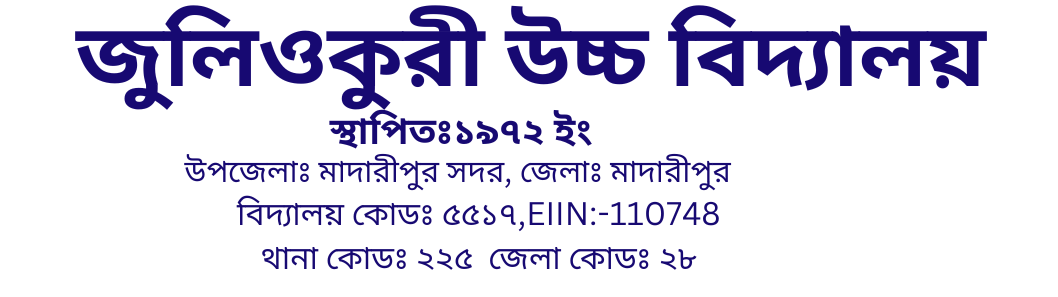 জুলিওকুরী উচ্চ বিদ্যালয়
স্থাপিতঃ১৯৭২ ইং
উপজেলাঃ মাদারীপুর সদর, জেলাঃ মাদারীপুর
বিদ্যালয় কোডঃ ৫৫১৭,EIIN:-110748
থানা কোডঃ ২২৫ জেলা কোডঃ ২৮